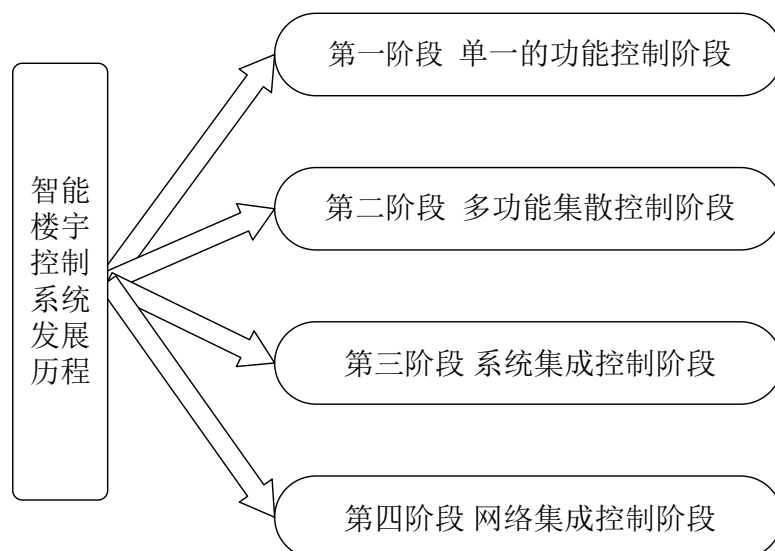 第一阶段 单一的功能控制阶段
智能
楼宇
控制
系统
发展
历程
第二阶段 多功能集散控制阶段
第三阶段 系统集成控制阶段
第四阶段 网络集成控制阶段